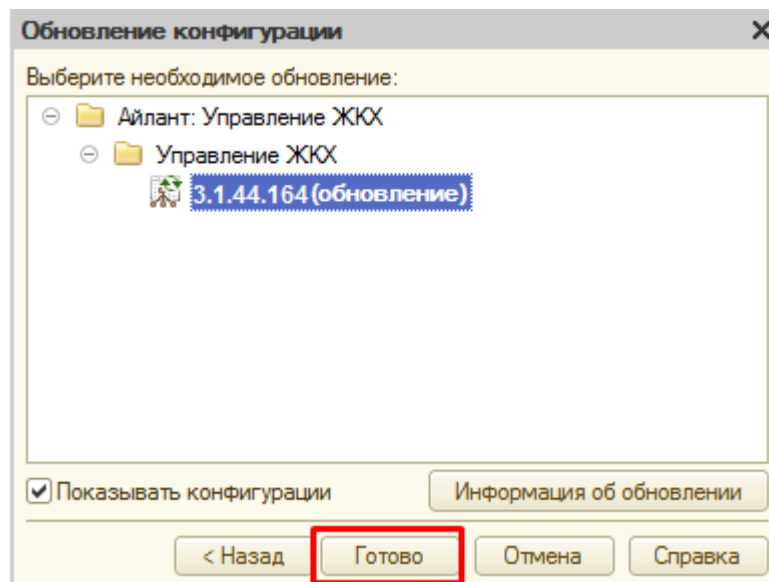 Обновление конфигурации
Выберите необходимое обновление:
Айлант: Управление ЖКХ
Управление ЖКХ
3.1.44.164(обновление)
Показывать конфигурации
Информация об обновлении
< Назад
Готово
Отмена
Справка